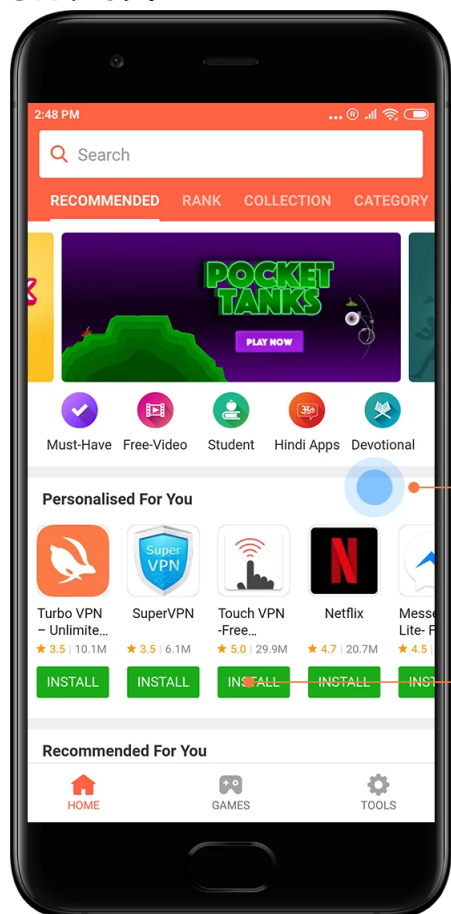 2:48 PM
Search
RECOMMENDED RANK COLLECTION CATEGORY
POCKET
TANKS
PLAY NOW
365
Must-Have Free-Video Student Hindi Apps Devotional
Personalised For You
Super
VPN
N
Turbo VPN
– Unlimite...
SuperVPN
Touch VPN
-Free...
Netflix
Messe
Lite- F
★ 3.5 | 10.1M ★ 3.5 | 6.1M ★ 5.0 | 29.9M ★ 4.7 | 20.7M ★ 4.5
INSTALL INSTALL INSTALL INSTALL INST
Recommended For You
HOME GAMES TOOLS